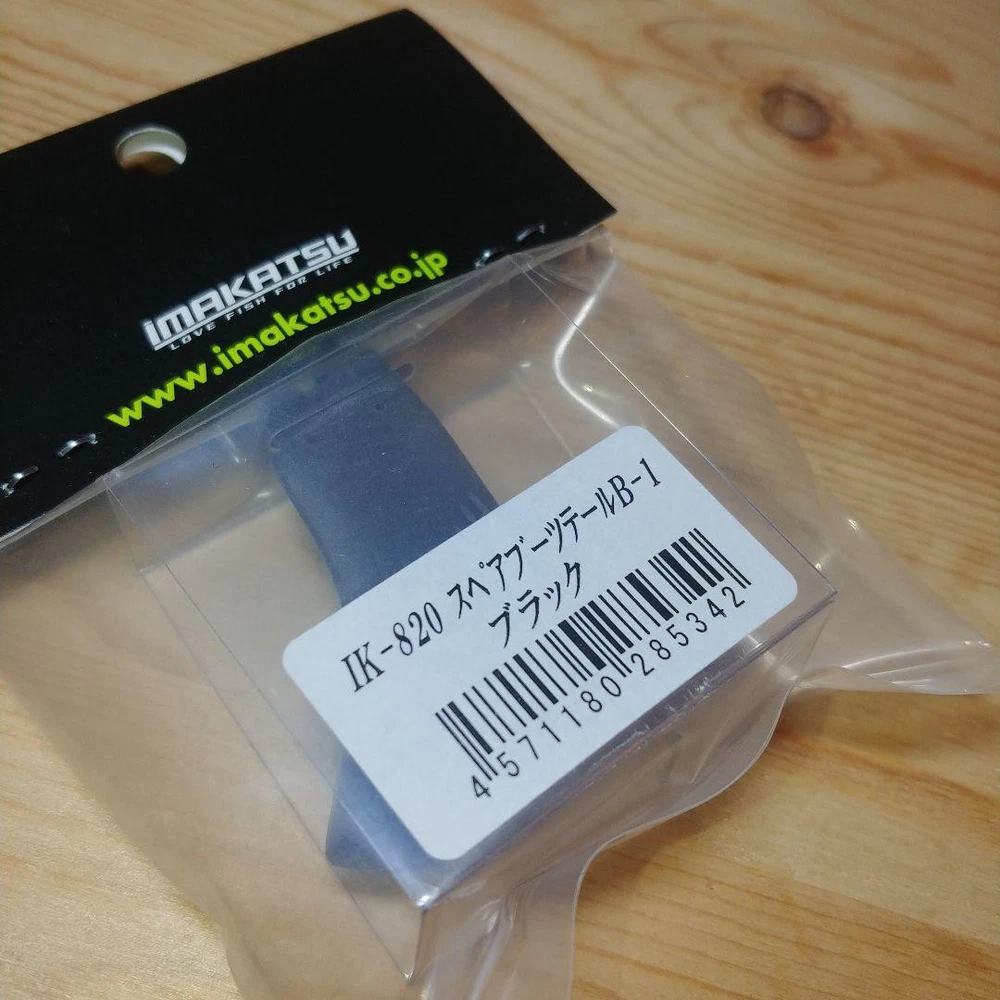 IMAKATSU
LOVE FISH FOR LIFE
www.imakatsu.co.jp
IK-820 スペアブーツテールB-1
ブラック
4571180285342